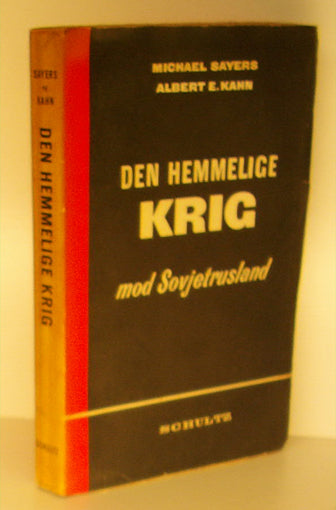 SAYERS
KAHN
DEN HEMMELIGE KRIG
MICHAEL SAYERS
ALBERT E. KAHN
DEN HEMMELIGE
KRIG
mod Sovjetrusland
SCHULTZ